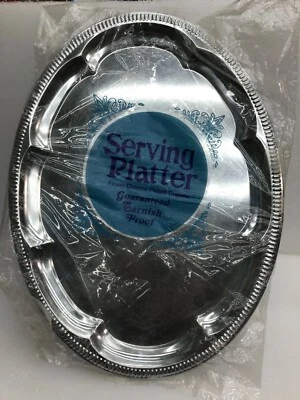 Serving
Platter
Guaranteed
Tarnish
Proof